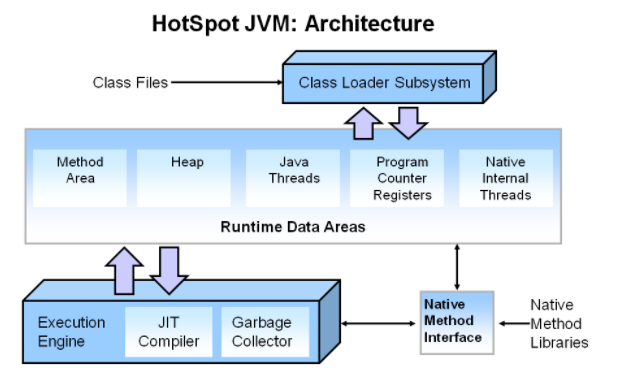 HotSpot JVM: Architecture
Class Files
Class Loader Subsystem
Method
Area
Heap
Java
Threads
Program
Counter
Registers
Native
Internal
Threads
Runtime Data Areas
Execution
Engine
JIT
Compiler
Garbage
Collector
Native
Method
Interface
Native
Method
Libraries